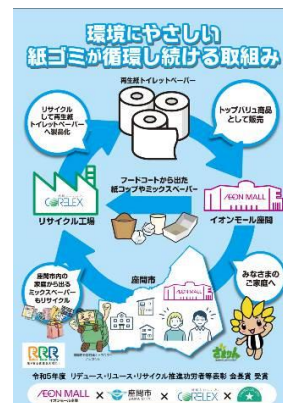 環境にやさしい
紙ゴミが循環し続ける取組み
再生紙トイレットペーパー
リサイクル
して再生紙
トイレットペーパー
へ製品化
トップバリュ商品
として販売
フードコートから出た
紙コップやミックスペーパー
CORELEX
リサイクル工場
ÆON MALL
イオンモール座間
座間市内の
家庭から出る
ミックスペーパー
もリサイクル
座間市
みなさまの
ご家庭へ
RRR
ざまりん
令和5年度 リデュース・リユース・リサイクル推進功労者等表彰 会長賞 受賞
ÆON MALL × 座間市 × CORELEX ×